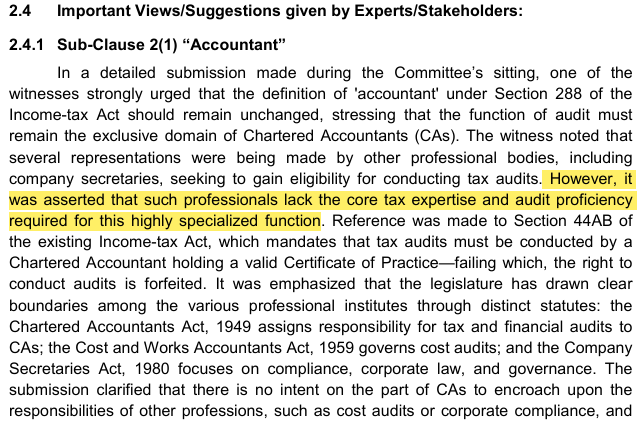 2.4 Important Views/Suggestions given by Experts/Stakeholders:
2.4.1 Sub-Clause 2(1) “Accountant”
In a detailed submission made during the Committee’s sitting, one of the
witnesses strongly urged that the definition of 'accountant' under Section 288 of the
Income-tax Act should remain unchanged, stressing that the function of audit must
remain the exclusive domain of Chartered Accountants (CAs). The witness noted that
several representations were being made by other professional bodies, including
company secretaries, seeking to gain eligibility for conducting tax audits. However, it
was asserted that such professionals lack the core tax expertise and audit proficiency
required for this highly specialized function. Reference was made to Section 44AB of
the existing Income-tax Act, which mandates that tax audits must be conducted by a
Chartered Accountant holding a valid Certificate of Practice—failing which, the right to
conduct audits is forfeited. It was emphasized that the legislature has drawn clear
boundaries among the various professional institutes through distinct statutes: the
Chartered Accountants Act, 1949 assigns responsibility for tax and financial audits to
CAs; the Cost and Works Accountants Act, 1959 governs cost audits; and the Company
Secretaries Act, 1980 focuses on compliance, corporate law, and governance. The
submission clarified that there is no intent on the part of CAs to encroach upon the
responsibilities of other professions, such as cost audits or corporate compliance, and